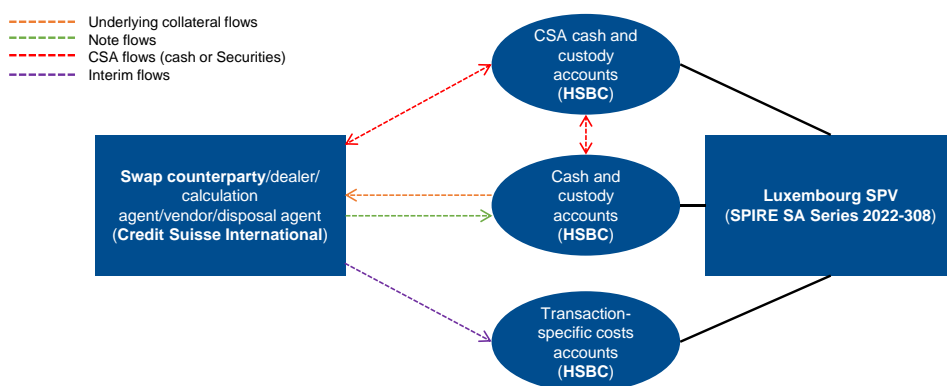 Underlying collateral flows
Note flows
CSA flows (cash or Securities)
Interim flows
CSA cash and
custody
accounts
(HSBC)
Swap counterparty/dealer/
calculation
agent/vendor/disposal agent
(Credit Suisse International)
Cash and
custody
accounts
(HSBC)
Luxembourg SPV
(SPIRE SA Series 2022-308)
Transaction-
specific costs
accounts
(HSBC)